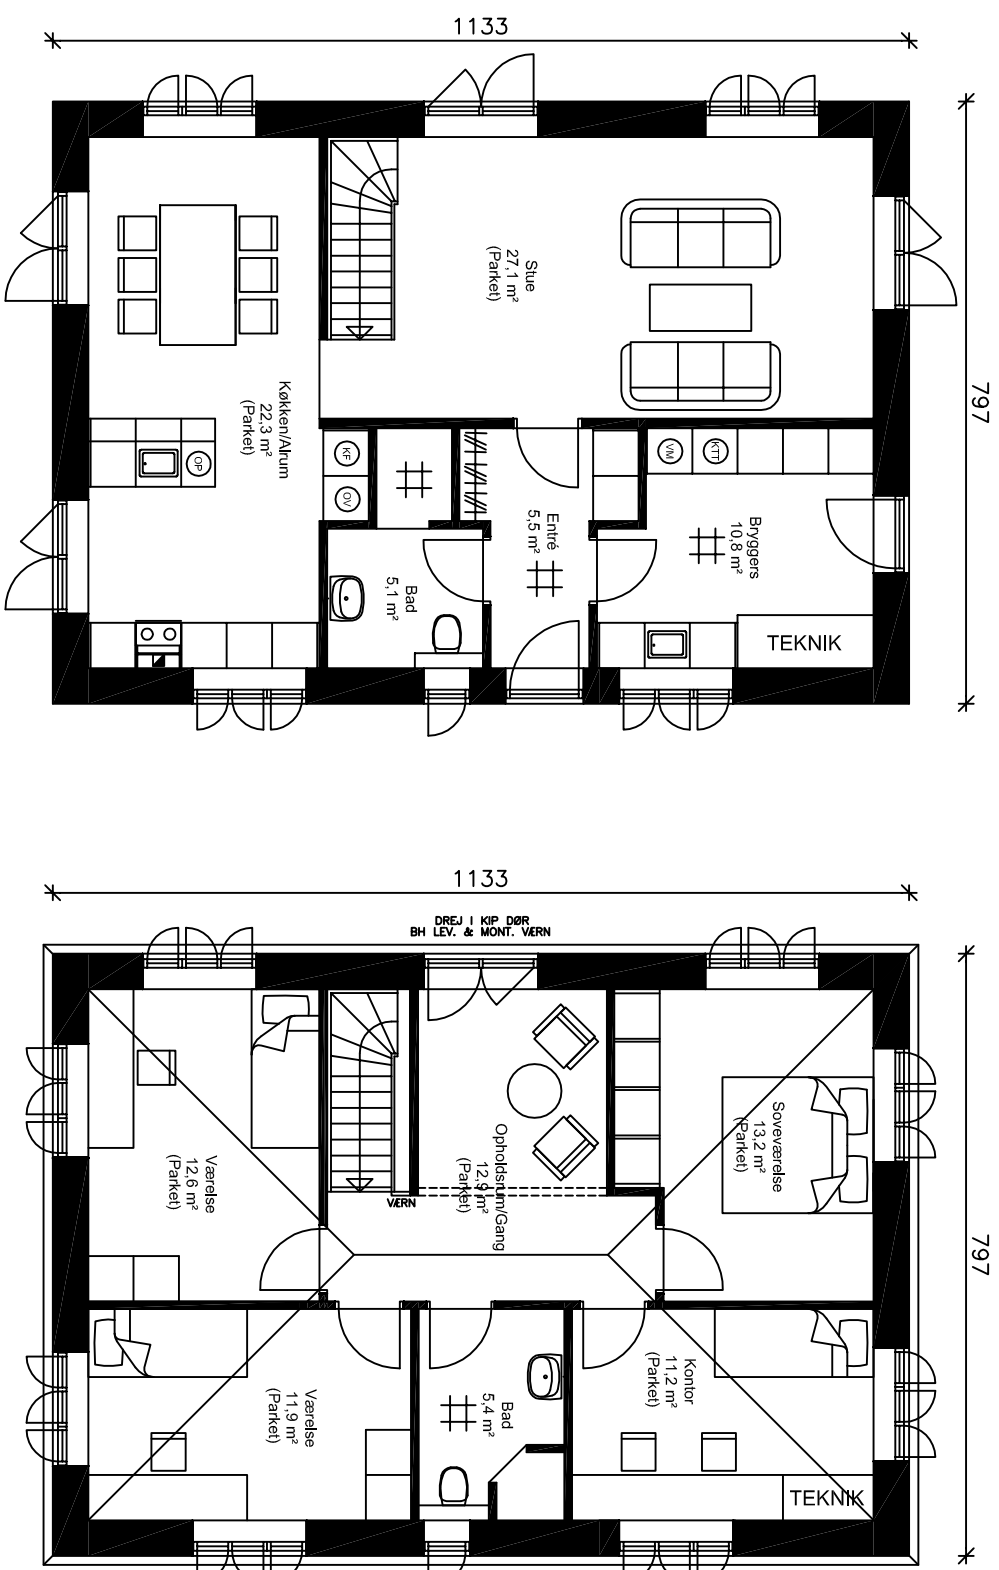 1133
797
Stue
27,1 m²
(Parket)
Køkken/Alrum
22,3 m²
(Parket)
KF
OV
OP
VM
KTT
Entré
5,5 m²
Bryggers
10,8 m²
Bad
5,1 m²
TEKNIK
1133
DREJ I KIP DØR
BH LEV. & MONT. VÆRN
797
Soveværelse
13,2 m²
(Parket)
Opholdsrum/Gang
12,9 m²
(Parket)
Værelse
12,6 m²
(Parket)
VÆRN
Kontor
11,2 m²
(Parket)
Værelse
11,9 m²
(Parket)
Bad
5,4 m²
TEKNIK